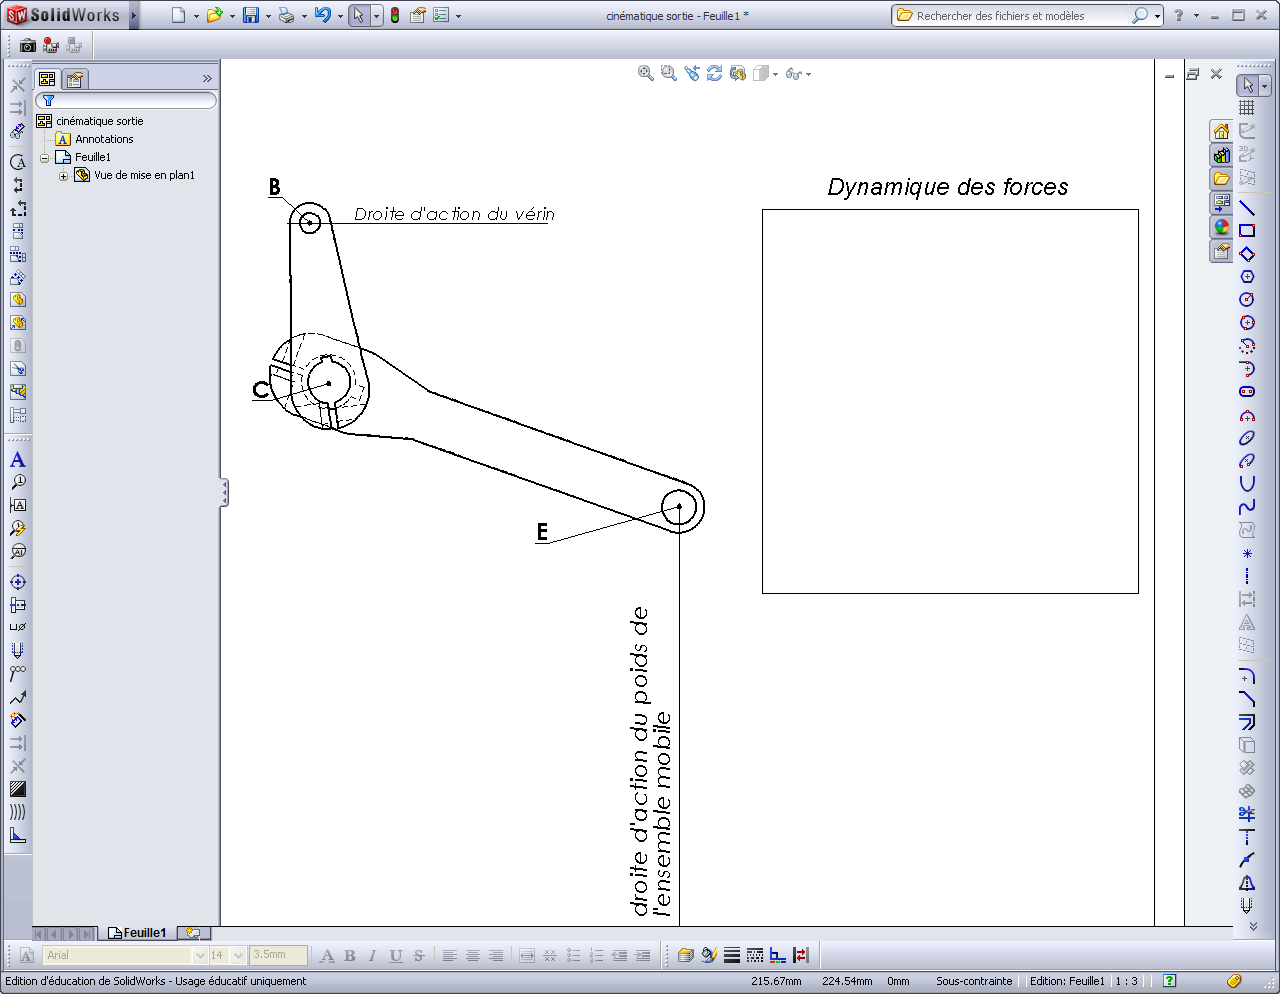 SolidWorks
cinématique sortie - Feuille1 *
Rechercher des fichiers et modèles
cinématique sortie
Annotations
Feuille1
Vue de mise en plan1
B
Droite d'action du vérin
Dynamique des forces
C
E
droite d'action du poids de
l'ensemble mobile
Feuille1
Arial
14
3.5mm
Edition d'éducation de SolidWorks - Usage éducatif uniquement
215.67mm
224.54mm
0mm
Sous-contrainte
Edition: Feuille1
1 : 3